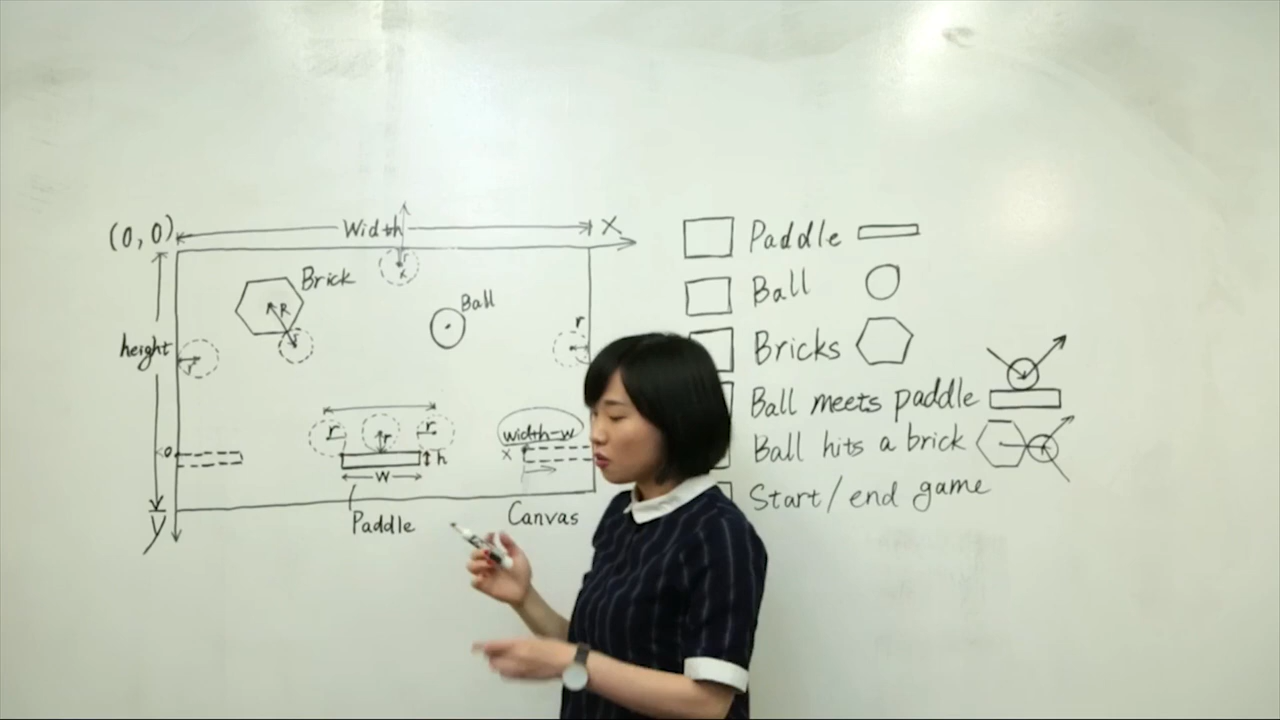 (0, 0)
Width
X
Brick
R
r
r
Ball
r
height
r
r
r
r
width-w
x
0
h
w
y
Paddle
Canvas
Paddle
Ball
Bricks
Ball meets paddle
Ball hits a brick
Start/end game